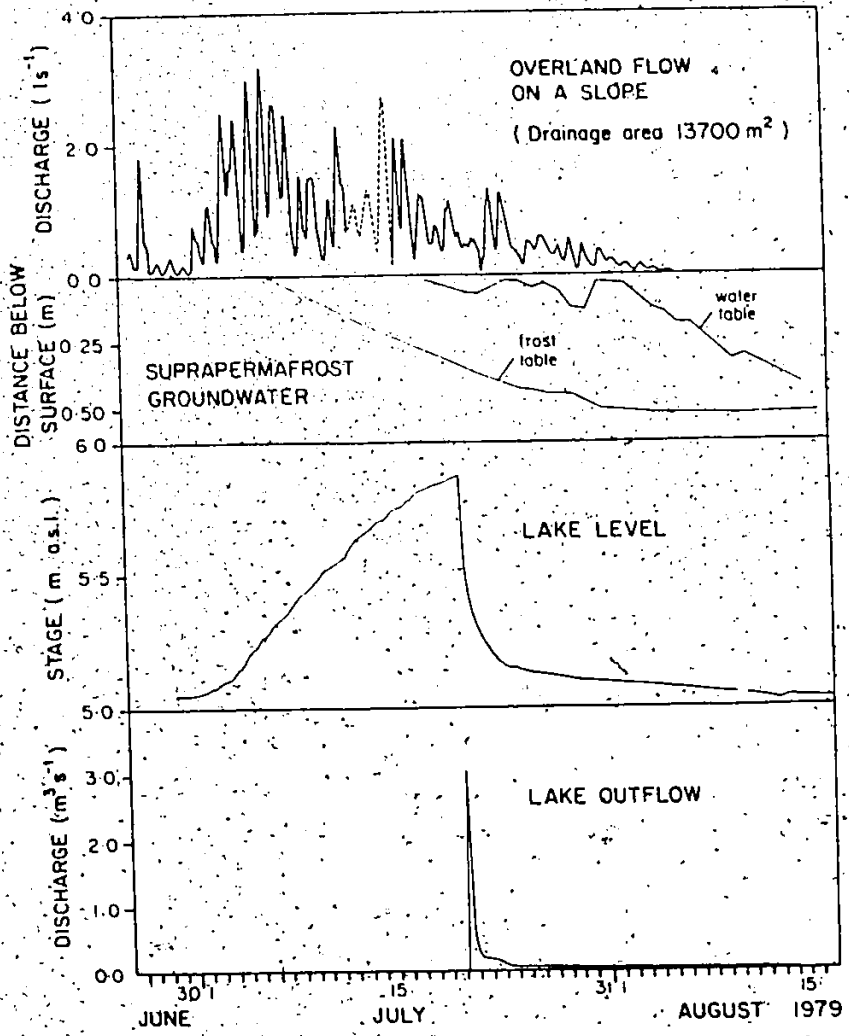 4·0
2·0
0·0
DISCHARGE ( l s⁻¹)
OVERLAND FLOW
ON A SLOPE
( Drainage area 13700 m² )
0·25
0·50
DISTANCE BELOW
SURFACE (m)
water
table
frost
table
SUPRAPERMAFROST
GROUNDWATER
6·0
5·5
5·0
STAGE ( m a.s.l. )
LAKE LEVEL
3·0
2·0
1·0
0·0
DISCHARGE (m³ s⁻¹)
LAKE OUTFLOW
30 1 15 31 1 15
JUNE JULY AUGUST 1979